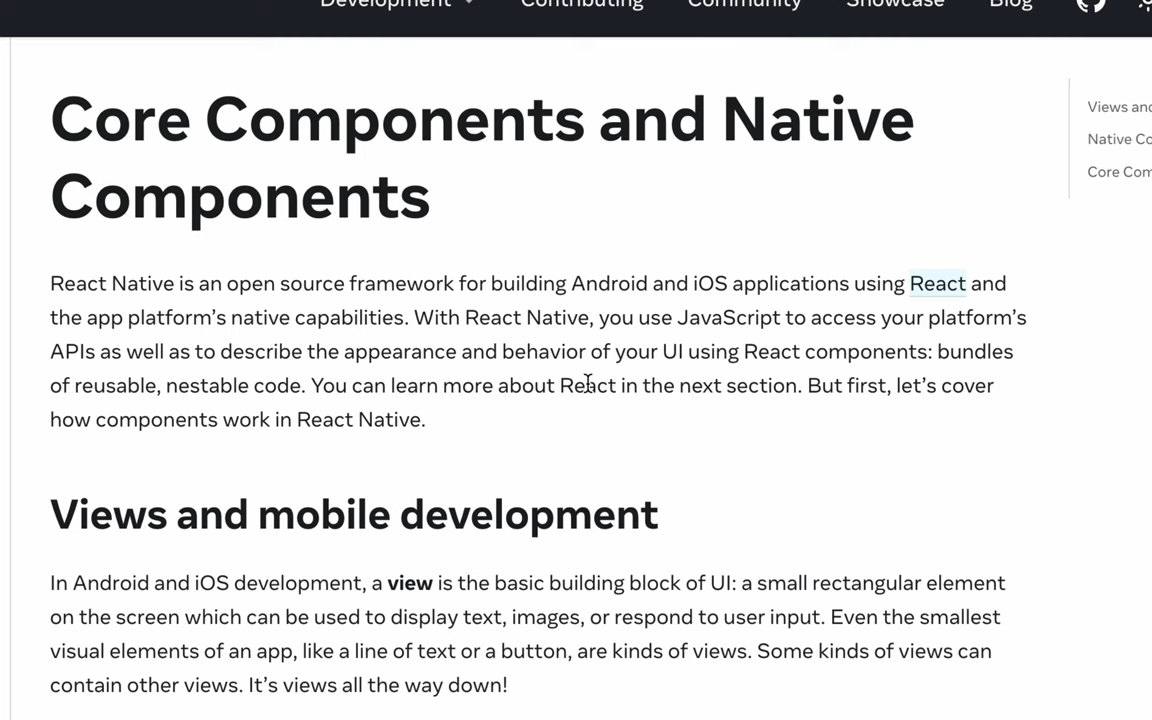 Development Contributing Community Showcase Blog
Core Components and Native
Components
Views and
Native Co
Core Com
React Native is an open source framework for building Android and iOS applications using React and
the app platform’s native capabilities. With React Native, you use JavaScript to access your platform’s
APIs as well as to describe the appearance and behavior of your UI using React components: bundles
of reusable, nestable code. You can learn more about React in the next section. But first, let’s cover
how components work in React Native.
Views and mobile development
In Android and iOS development, a view is the basic building block of UI: a small rectangular element
on the screen which can be used to display text, images, or respond to user input. Even the smallest
visual elements of an app, like a line of text or a button, are kinds of views. Some kinds of views can
contain other views. It’s views all the way down!